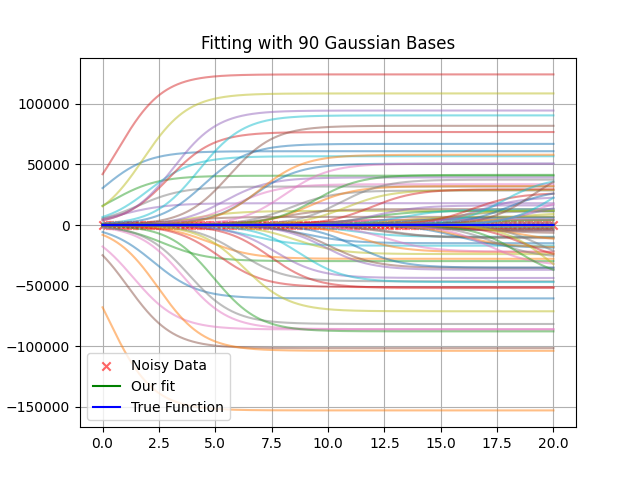 Fitting with 90 Gaussian Bases
100000
50000
0
−50000
−100000
−150000
Noisy Data
Our fit
True Function
0.0 2.5 5.0 7.5 10.0 12.5 15.0 17.5 20.0